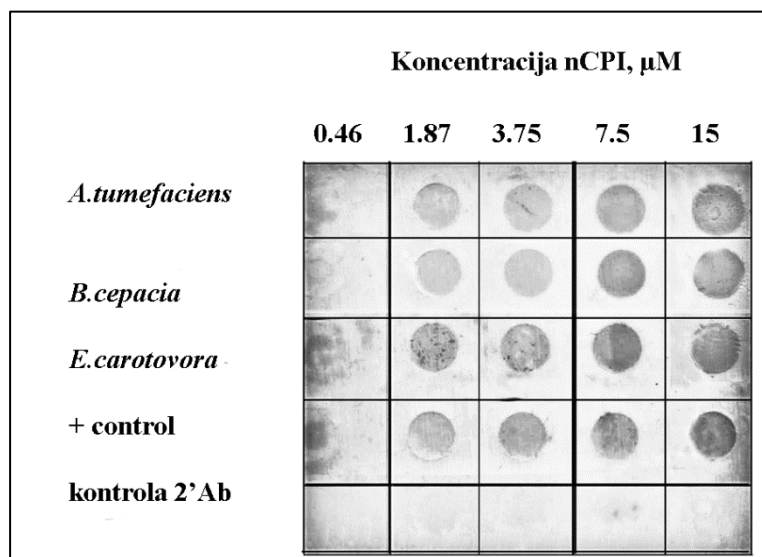 Koncentracija nCPI, μM
0.46 1.87 3.75 7.5 15
A.tumefaciens
B.cepacia
E.carotovora
+ control
kontrola 2’Ab